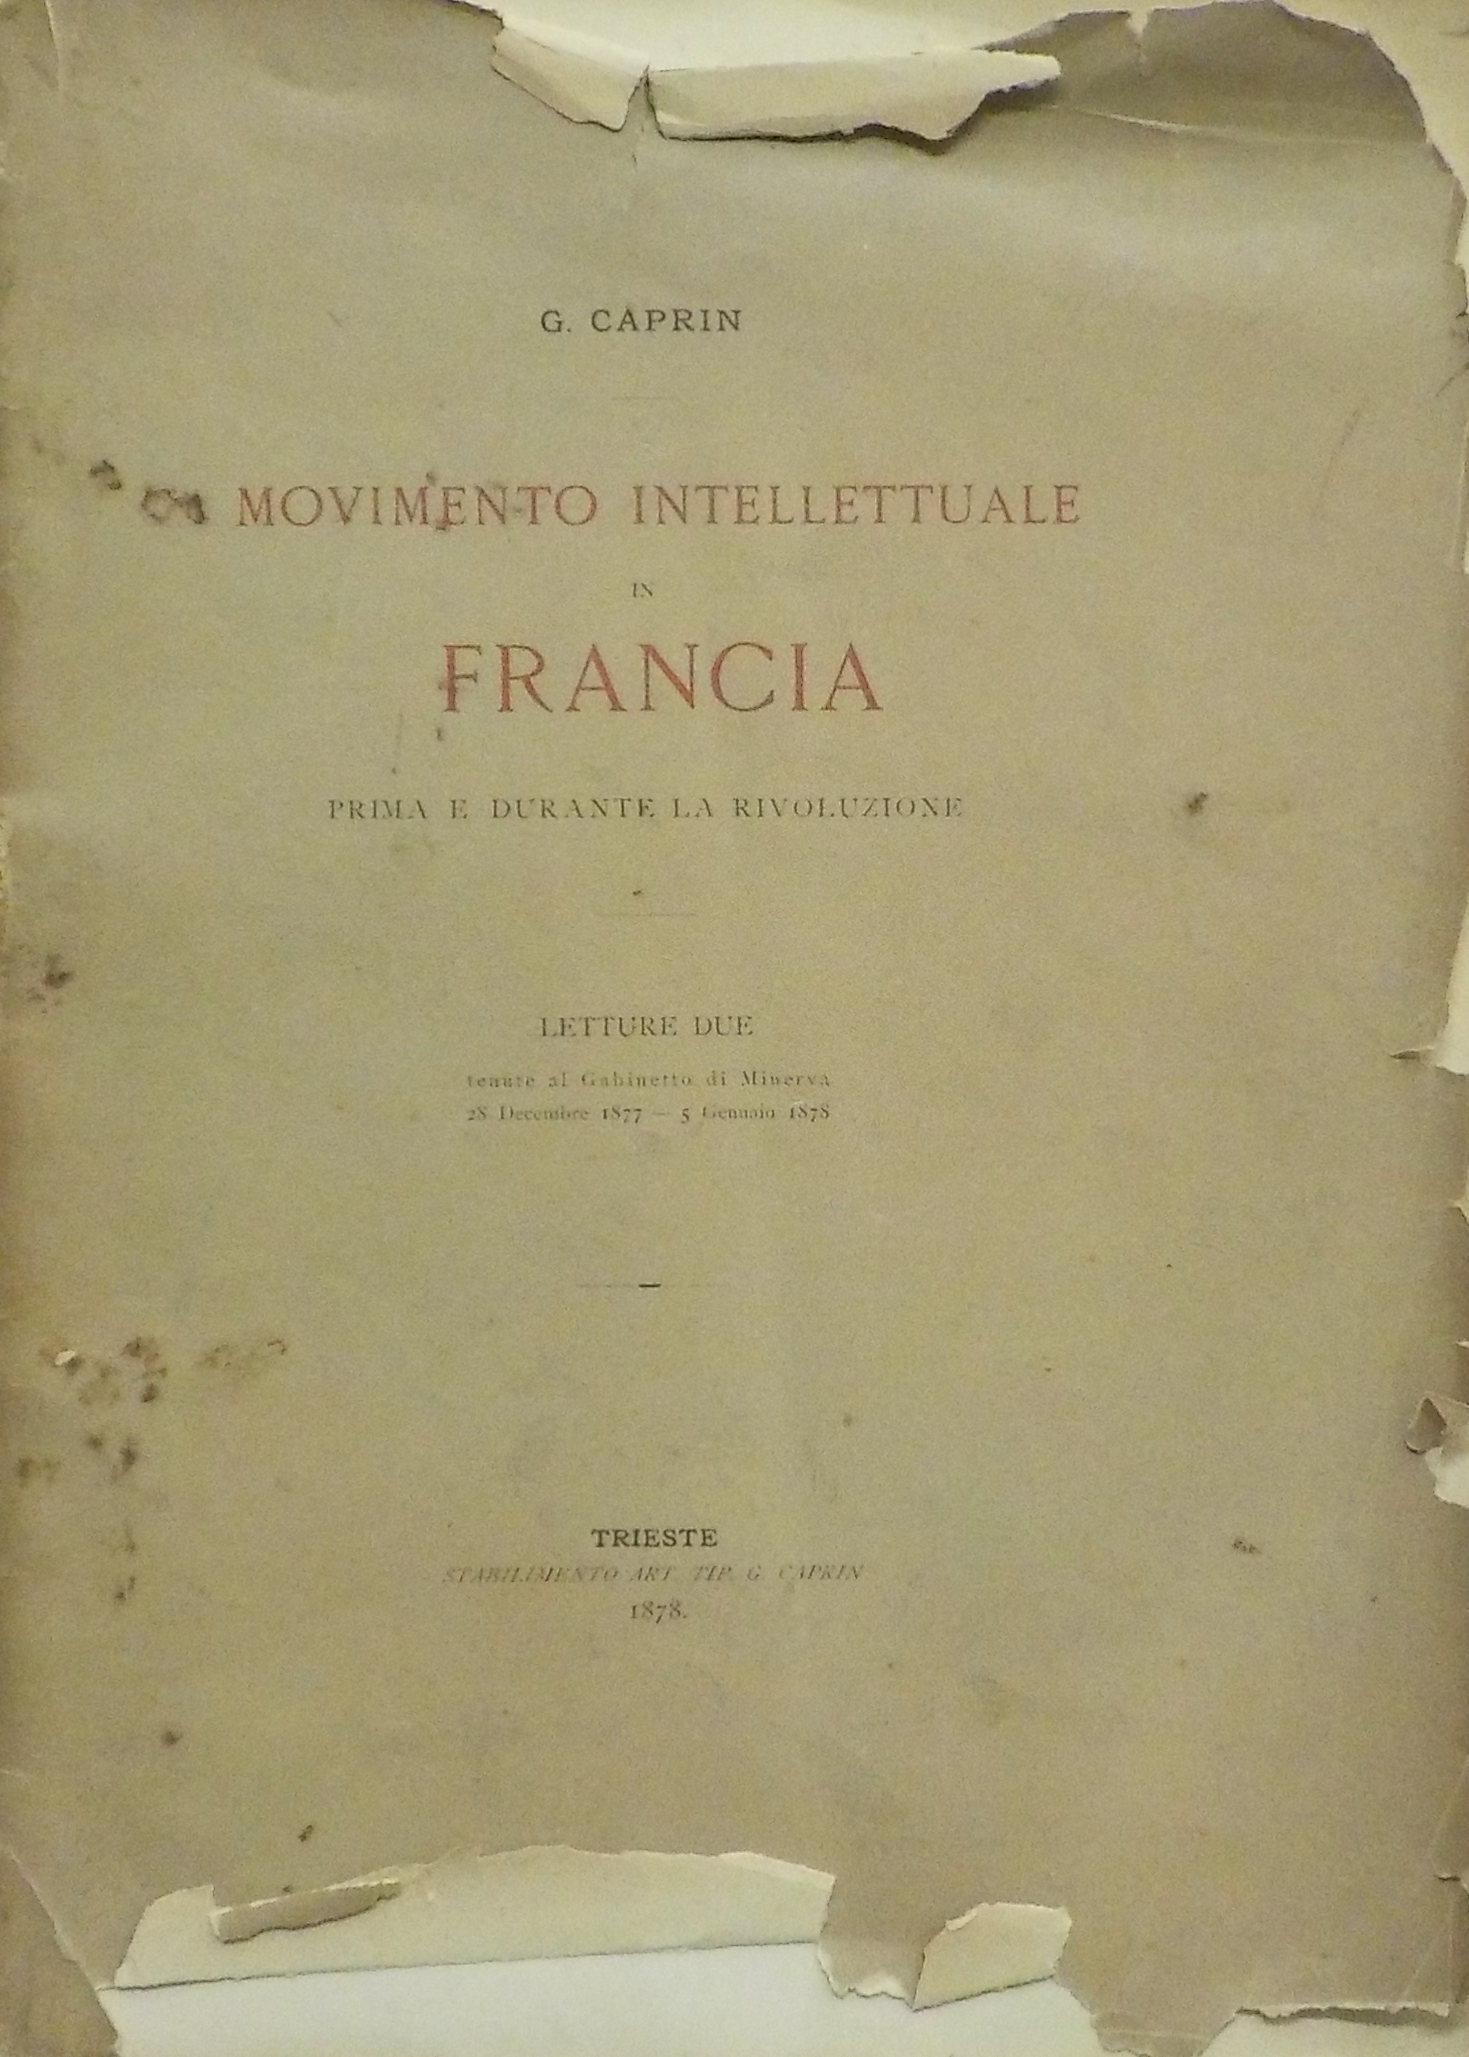 G. CAPRIN
MOVIMENTO INTELLETTUALE
IN
FRANCIA
PRIMA E DURANTE LA RIVOLUZIONE
LETTURE DUE
tenute al Gabinetto di Minerva
28 Decembre 1877 — 5 Gennaio 1878
TRIESTE
STABILIMENTO ART. TIP. G. CAPRIN
1878.